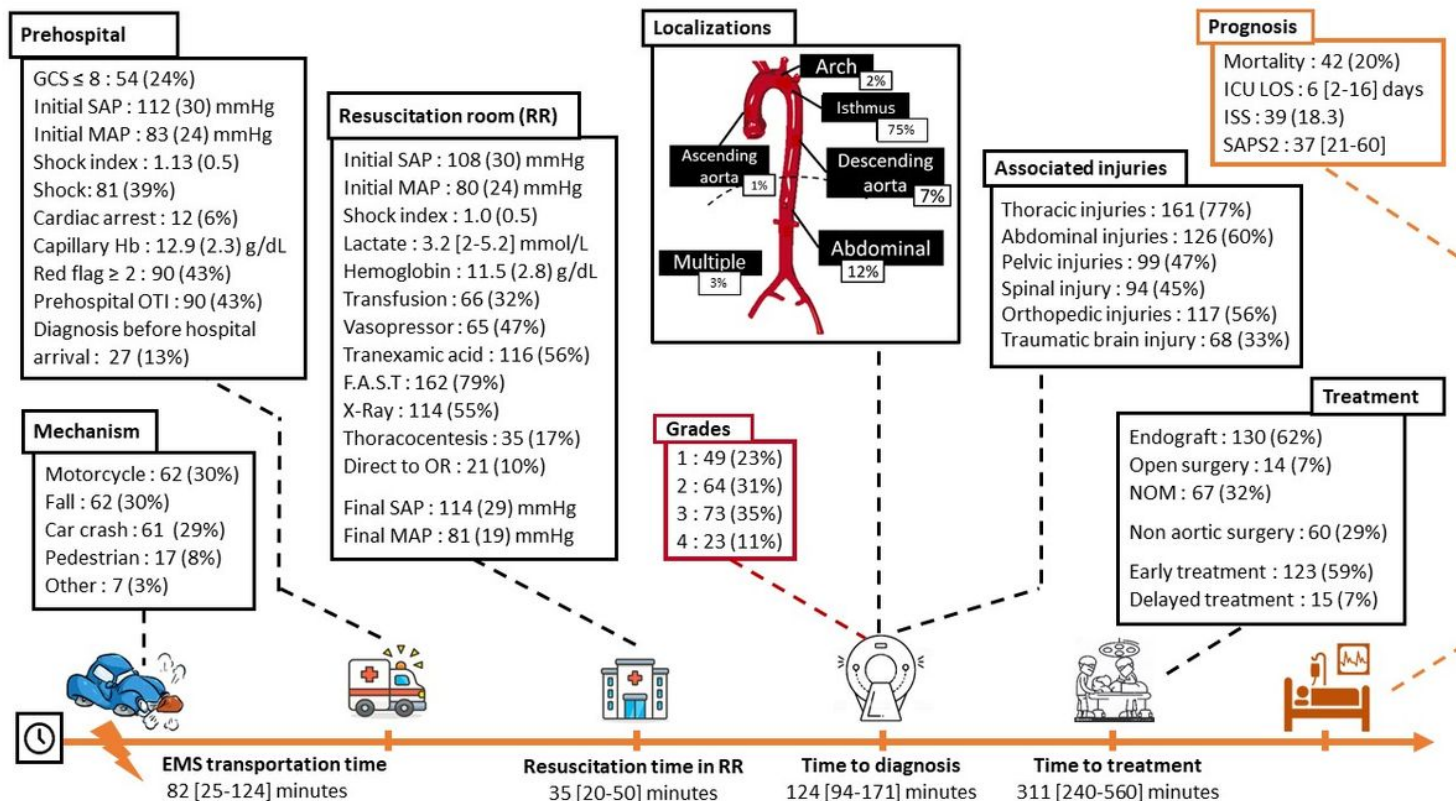 Prehospital
GCS ≤ 8 : 54 (24%)
Initial SAP : 112 (30) mmHg
Initial MAP : 83 (24) mmHg
Shock index : 1.13 (0.5)
Shock: 81 (39%)
Cardiac arrest : 12 (6%)
Capillary Hb : 12.9 (2.3) g/dL
Red flag ≥ 2 : 90 (43%)
Prehospital OTI : 90 (43%)
Diagnosis before hospital
arrival : 27 (13%)
Mechanism
Motorcycle : 62 (30%)
Fall : 62 (30%)
Car crash : 61 (29%)
Pedestrian : 17 (8%)
Other : 7 (3%)
Resuscitation room (RR)
Initial SAP : 108 (30) mmHg
Initial MAP : 80 (24) mmHg
Shock index : 1.0 (0.5)
Lactate : 3.2 [2-5.2] mmol/L
Hemoglobin : 11.5 (2.8) g/dL
Transfusion : 66 (32%)
Vasopressor : 65 (47%)
Tranexamic acid : 116 (56%)
F.A.S.T : 162 (79%)
X-Ray : 114 (55%)
Thoracocentesis : 35 (17%)
Direct to OR : 21 (10%)
Final SAP : 114 (29) mmHg
Final MAP : 81 (19) mmHg
Localizations
Arch
2%
Isthmus
75%
Ascending
aorta
1%
Descending
aorta
7%
Abdominal
12%
Multiple
3%
Grades
1 : 49 (23%)
2 : 64 (31%)
3 : 73 (35%)
4 : 23 (11%)
Associated injuries
Thoracic injuries : 161 (77%)
Abdominal injuries : 126 (60%)
Pelvic injuries : 99 (47%)
Spinal injury : 94 (45%)
Orthopedic injuries : 117 (56%)
Traumatic brain injury : 68 (33%)
Prognosis
Mortality : 42 (20%)
ICU LOS : 6 [2-16] days
ISS : 39 (18.3)
SAPS2 : 37 [21-60]
Treatment
Endograft : 130 (62%)
Open surgery : 14 (7%)
NOM : 67 (32%)
Non aortic surgery : 60 (29%)
Early treatment : 123 (59%)
Delayed treatment : 15 (7%)
EMS transportation time
82 [25-124] minutes
Resuscitation time in RR
35 [20-50] minutes
Time to diagnosis
124 [94-171] minutes
Time to treatment
311 [240-560] minutes